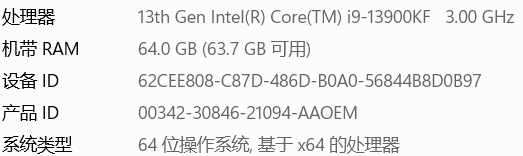 处理器 13th Gen Intel(R) Core(TM) i9-13900KF 3.00 GHz
机带 RAM 64.0 GB (63.7 GB 可用)
设备 ID 62CEE808-C87D-486D-B0A0-56844B8D0B97
产品 ID 00342-30846-21094-AAOEM
系统类型 64 位操作系统, 基于 x64 的处理器